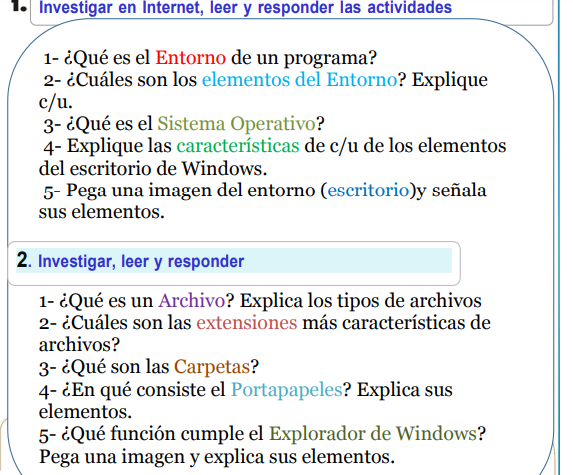 1. Investigar en Internet, leer y responder las actividades
1- ¿Qué es el Entorno de un programa?
2- ¿Cuáles son los elementos del Entorno? Explique
c/u.
3- ¿Qué es el Sistema Operativo?
4- Explique las características de c/u de los elementos
del escritorio de Windows.
5- Pega una imagen del entorno (escritorio)y señala
sus elementos.
2. Investigar, leer y responder
1- ¿Qué es un Archivo? Explica los tipos de archivos
2- ¿Cuáles son las extensiones más características de
archivos?
3- ¿Qué son las Carpetas?
4- ¿En qué consiste el Portapapeles? Explica sus
elementos.
5- ¿Qué función cumple el Explorador de Windows?
Pega una imagen y explica sus elementos.